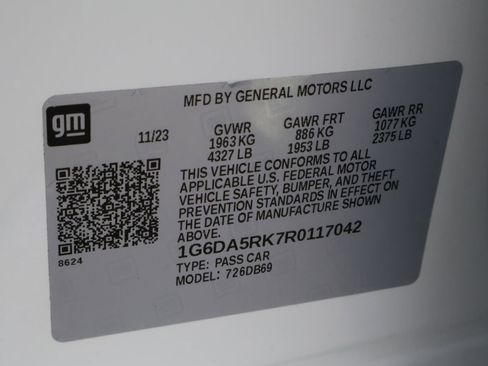 MFD BY GENERAL MOTORS LLC
gm
11/23
GVWR
1963 KG
4327 LB
GAWR FRT
886 KG
1953 LB
GAWR RR
1077 KG
2375 LB
THIS VEHICLE CONFORMS TO ALL
APPLICABLE U.S. FEDERAL MOTOR
VEHICLE SAFETY, BUMPER, AND THEFT
PREVENTION STANDARDS IN EFFECT ON
THE DATE OF MANUFACTURE SHOWN
ABOVE.
1G6DA5RK7R0117042
TYPE: PASS CAR
MODEL: 726DB69
8624